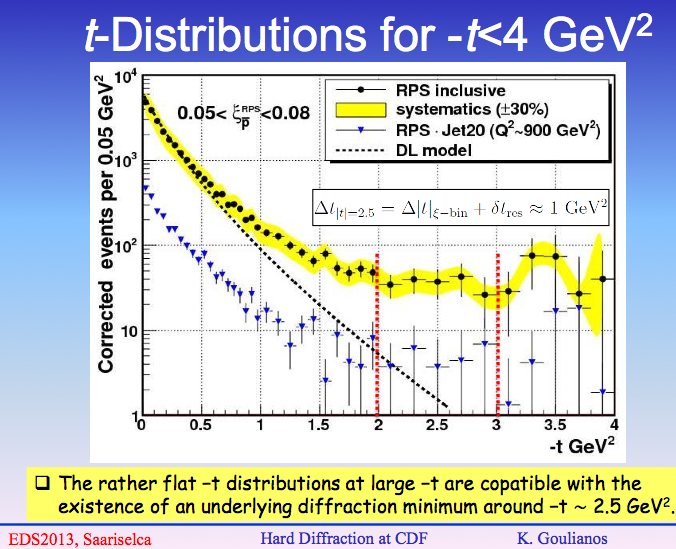 t-Distributions for -t<4 GeV²
Corrected events per 0.05 GeV²
10⁴
10³
10²
10
1
0.05< ξ_p̅^RPS <0.08
RPS inclusive
systematics (±30%)
RPS · Jet20 (Q²~900 GeV²)
DL model
Δt_|t|=2.5 = Δ|t|_ξ−bin + δt_res ≈ 1 GeV²
0 0.5 1 1.5 2 2.5 3 3.5 4
-t GeV²
❑ The rather flat –t distributions at large –t are copatible with the
existence of an underlying diffraction minimum around –t ~ 2.5 GeV².
EDS2013, Saariselca Hard Diffraction at CDF K. Goulianos